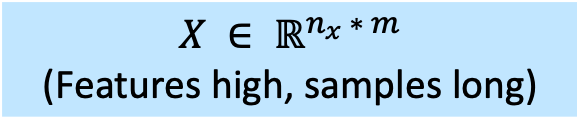 X ∈ ℝ^{n_x * m}
(Features high, samples long)